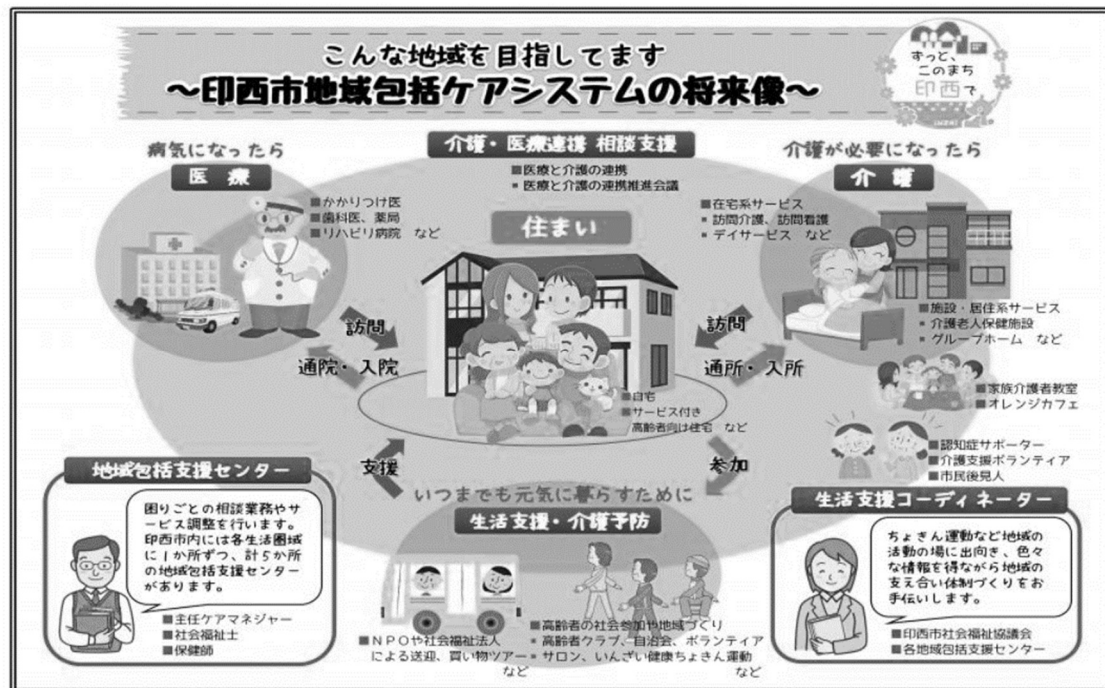 こんな地域を目指してます
～印西市地域包括ケアシステムの将来像～
ずっと、
このまち
印西で
INZAI
病気になったら
医 療
■かかりつけ医
■歯科医、薬局
■リハビリ病院 など
介護・医療連携 相談支援
■医療と介護の連携
▪医療と介護の連携推進会議
介護が必要になったら
介 護
■在宅系サービス
▪訪問介護、訪問看護
▪デイサービス など
住まい
訪問
通院・入院
訪問
通所・入所
■施設・居住系サービス
▪介護老人保健施設
▪グループホーム など
■家族介護者教室
■オレンジカフェ
■自宅
■サービス付き
高齢者向け住宅 など
■認知症サポーター
■介護支援ボランティア
■市民後見人
支援
参加
いつまでも元気に暮らすために
生活支援・介護予防
■NPOや社会福祉法人
による送迎、買い物ツアー
など
■高齢者の社会参加や地域づくり
▪高齢者クラブ、自治会、ボランティア
▪サロン、いんざい健康ちょきん運動
など
地域包括支援センター
困りごとの相談業務やサ
ービス調整を行います。
印西市内には各生活圏域
に1か所ずつ、計5か所
の地域包括支援センター
があります。
■主任ケアマネジャー
■社会福祉士
■保健師
生活支援コーディネーター
ちょきん運動など地域の
活動の場に出向き、色々
な情報を得ながら地域の
支え合い体制づくりをお
手伝いします。
■印西市社会福祉協議会
■各地域包括支援センター